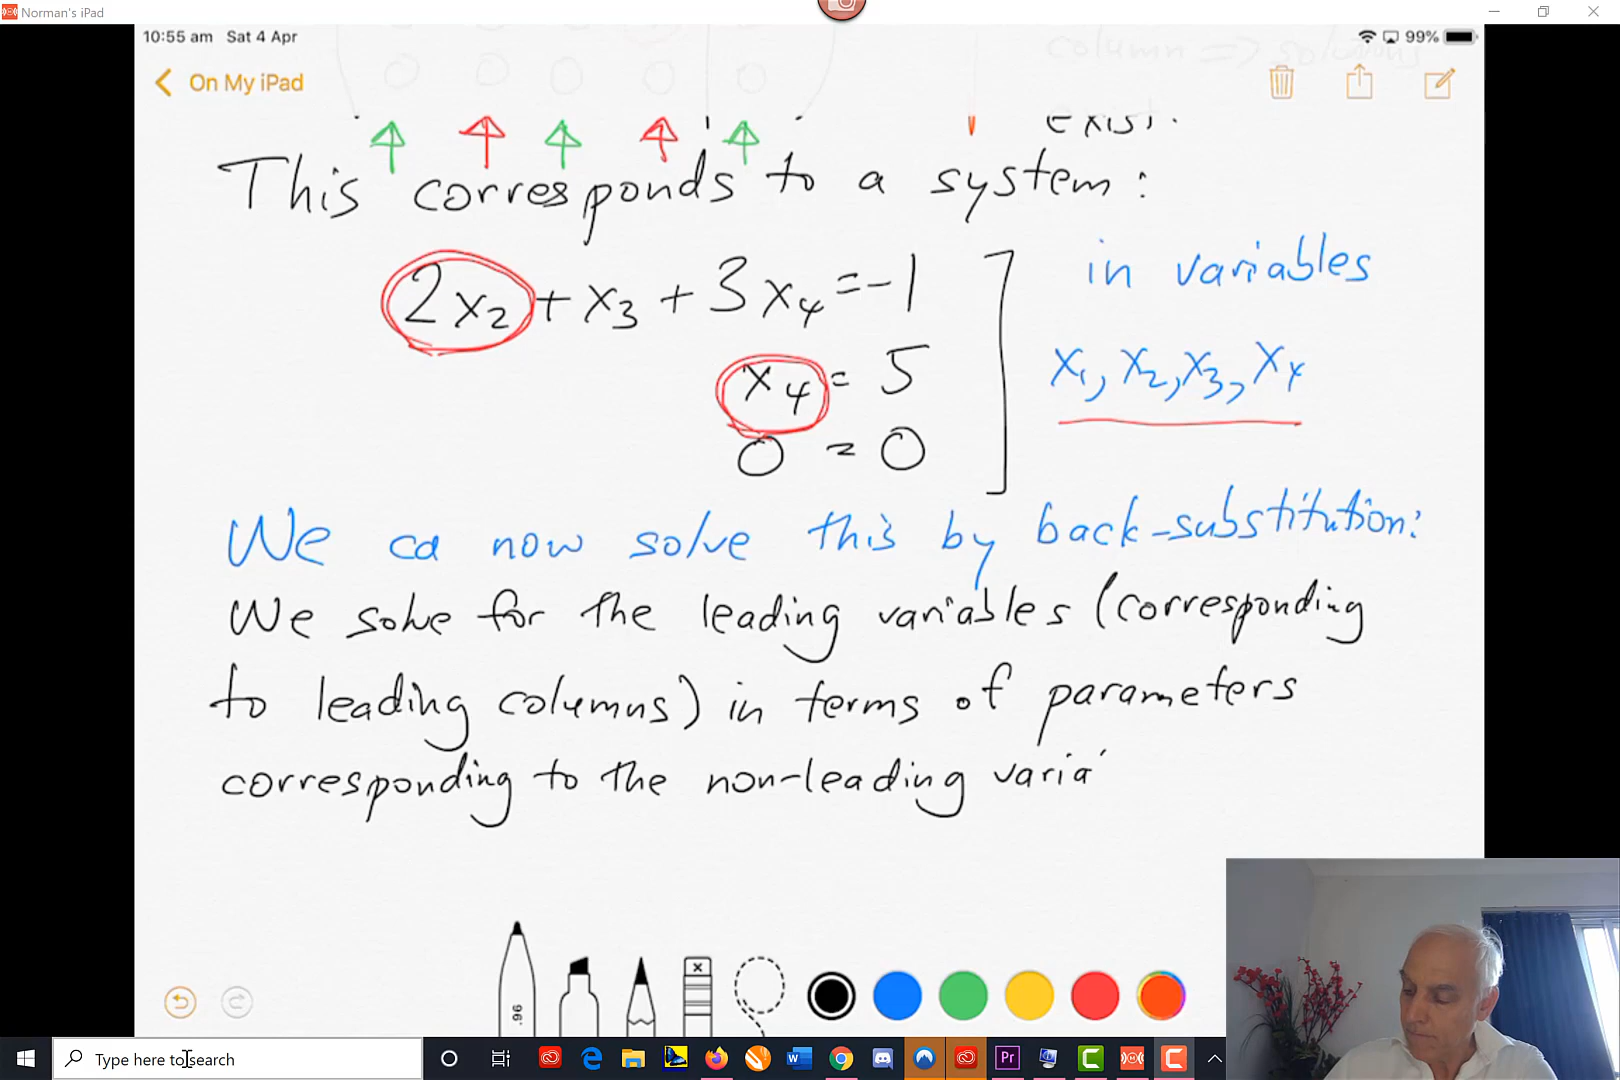 Norman's iPad
10:55 am Sat 4 Apr
99%
On My iPad
column => solutions
exist.
This corresponds to a system:
2x₂ + x₃ + 3x₄ = -1
x₄ = 5
0 = 0
in variables
x₁, x₂, x₃, x₄
We ca now solve this by back-substitution:
We solve for the leading variables (corresponding
to leading columns) in terms of parameters
corresponding to the non-leading varia
.96
Type here to search